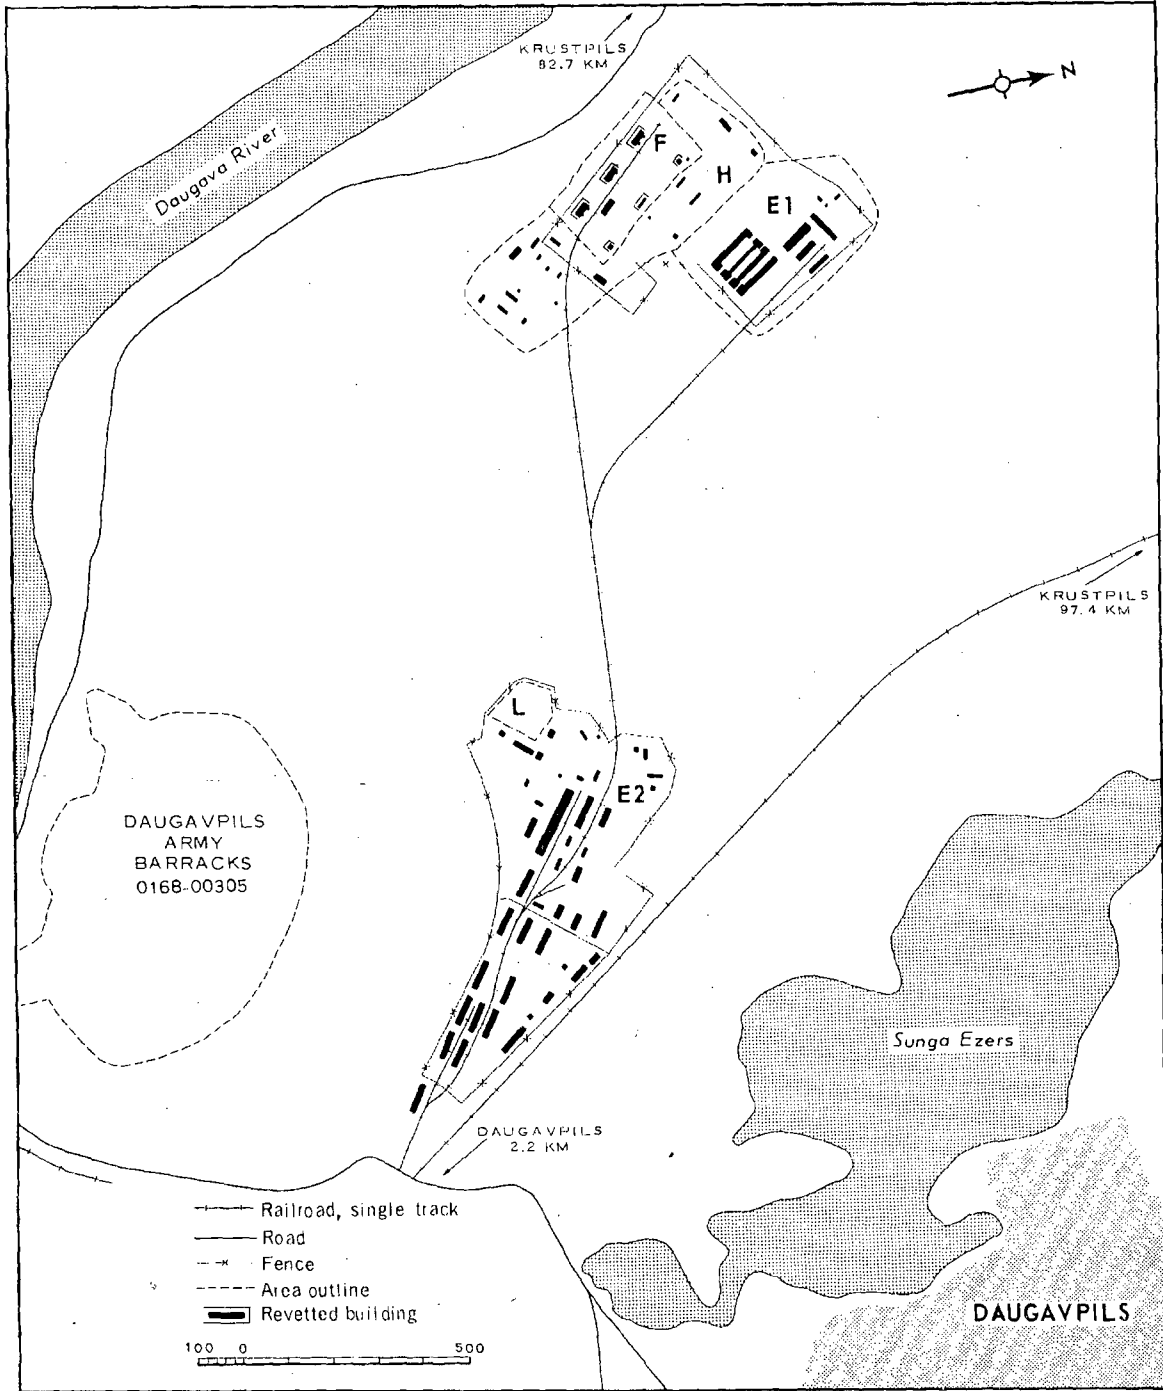 KRUSTPILS
82.7 KM
N
Daugava River
F
H
E1
KRUSTPILS
97.4 KM
L
E2
DAUGAVPILS
ARMY
BARRACKS
0168-00305
Sunga Ezers
DAUGAVPILS
2.2 KM
Railroad, single track
Road
Fence
Area outline
Revetted building
DAUGAVPILS
100 0 500